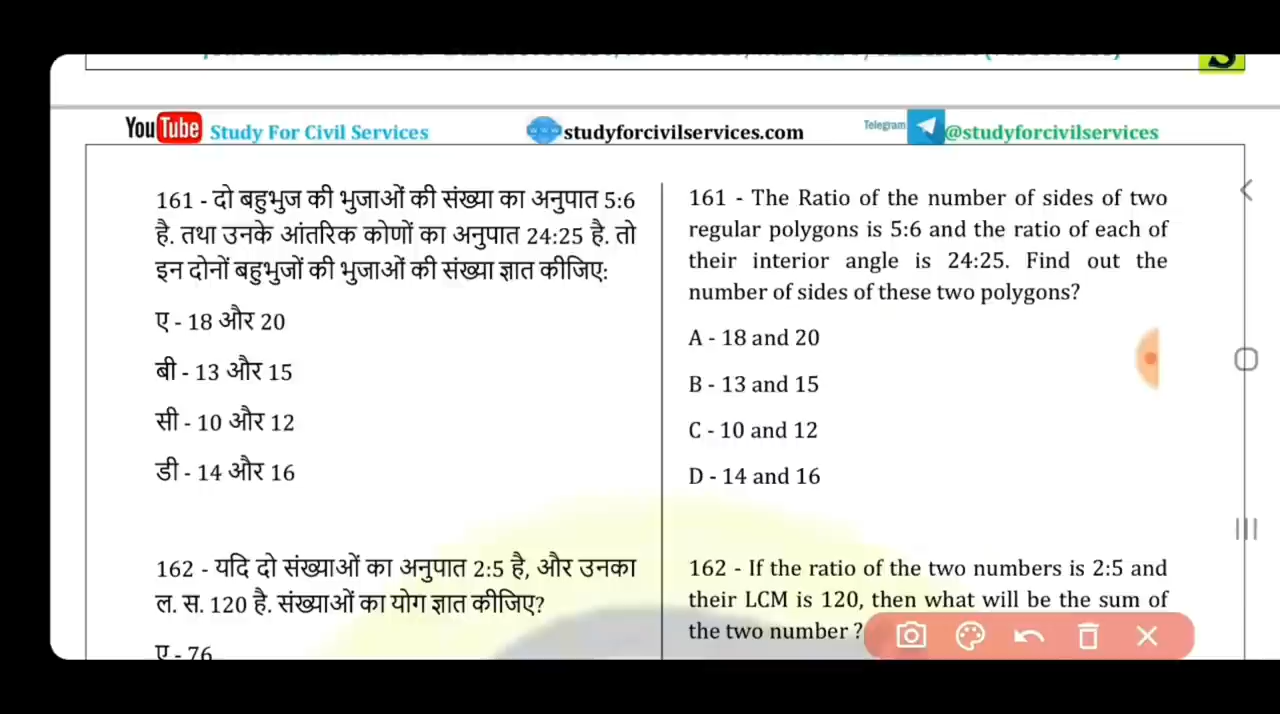 YouTube Study For Civil Services
studyforcivilservices.com
Telegram @studyforcivilservices
161 - दो बहुभुज की भुजाओं की संख्या का अनुपात 5:6
है. तथा उनके आंतरिक कोणों का अनुपात 24:25 है. तो
इन दोनों बहुभुजों की भुजाओं की संख्या ज्ञात कीजिए:
ए - 18 और 20
बी - 13 और 15
सी - 10 और 12
डी - 14 और 16
162 - यदि दो संख्याओं का अनुपात 2:5 है, और उनका
ल. स. 120 है. संख्याओं का योग ज्ञात कीजिए?
ए - 76
161 - The Ratio of the number of sides of two
regular polygons is 5:6 and the ratio of each of
their interior angle is 24:25. Find out the
number of sides of these two polygons?
A - 18 and 20
B - 13 and 15
C - 10 and 12
D - 14 and 16
162 - If the ratio of the two numbers is 2:5 and
their LCM is 120, then what will be the sum of
the two number ?